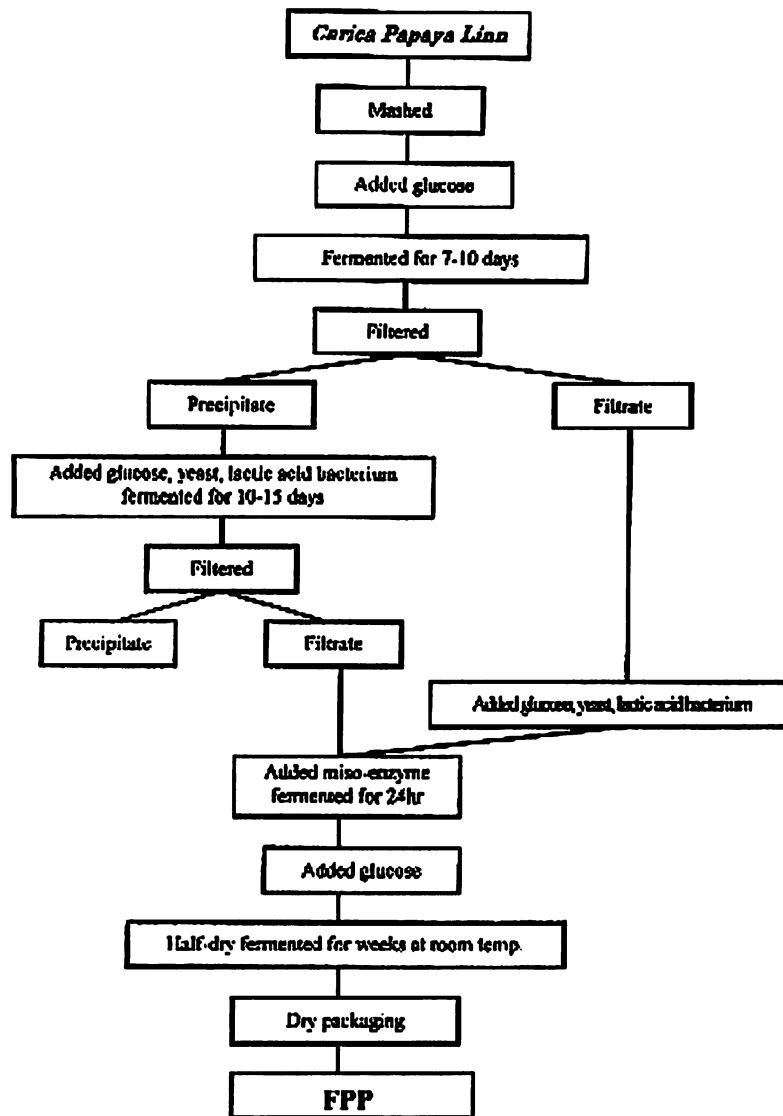 Carica Papaya Linn
Mashed
Added glucose
Fermented for 7-10 days
Filtered
Precipitate
Filtrate
Added glucose, yeast, lactic acid bacterium
fermented for 10-15 days
Filtered
Precipitate
Filtrate
Added glucose, yeast, lactic acid bacterium
Added miso-enzyme
fermented for 24hr
Added glucose
Half-dry fermented for weeks at room temp.
Dry packaging
FPP